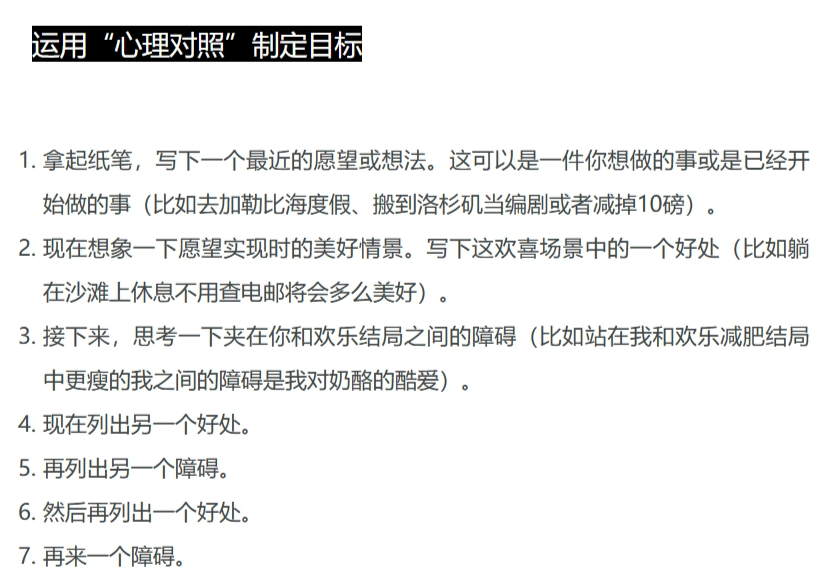 运用“心理对照”制定目标
1. 拿起纸笔，写下一个最近的愿望或想法。这可以是一件你想做的事或是已经开
始做的事（比如去加勒比海度假、搬到洛杉矶当编剧或者减掉10磅）。
2. 现在想象一下愿望实现时的美好情景。写下这欢喜场景中的一个好处（比如躺
在沙滩上休息不用查电邮将会多么美好）。
3. 接下来，思考一下夹在你和欢乐结局之间的障碍（比如站在我和欢乐减肥结局
中更瘦的我之间的障碍是我对奶酪的酷爱）。
4. 现在列出另一个好处。
5. 再列出另一个障碍。
6. 然后再列出一个好处。
7. 再来一个障碍。